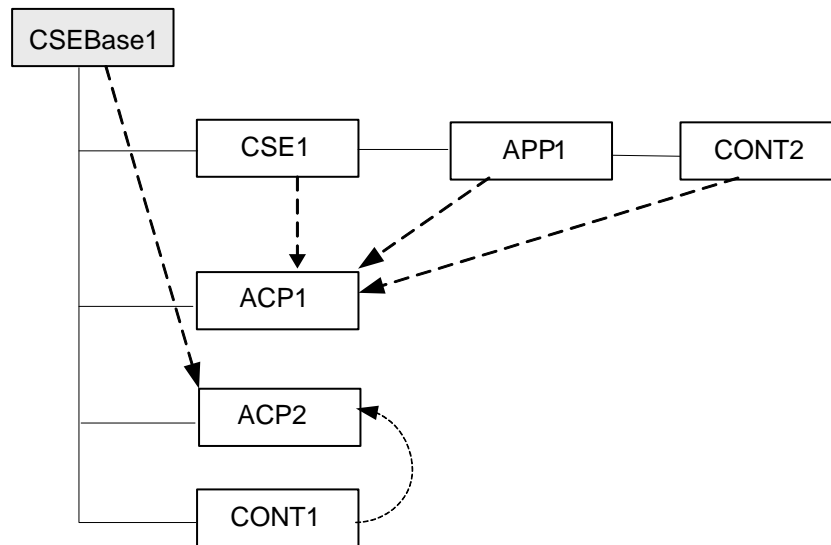 CSEBase1
CSE1
APP1
CONT2
ACP1
ACP2
CONT1